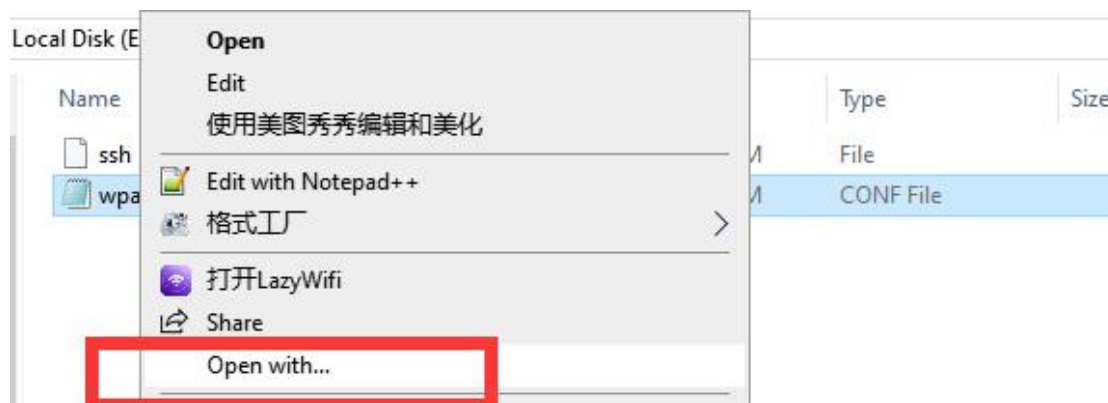 Local Disk (E
Open
Edit
使用美图秀秀编辑和美化
Name
Type
Size
ssh
File
Edit with Notepad++
wpa
CONF File
格式工厂
打开LazyWifi
Share
Open with...